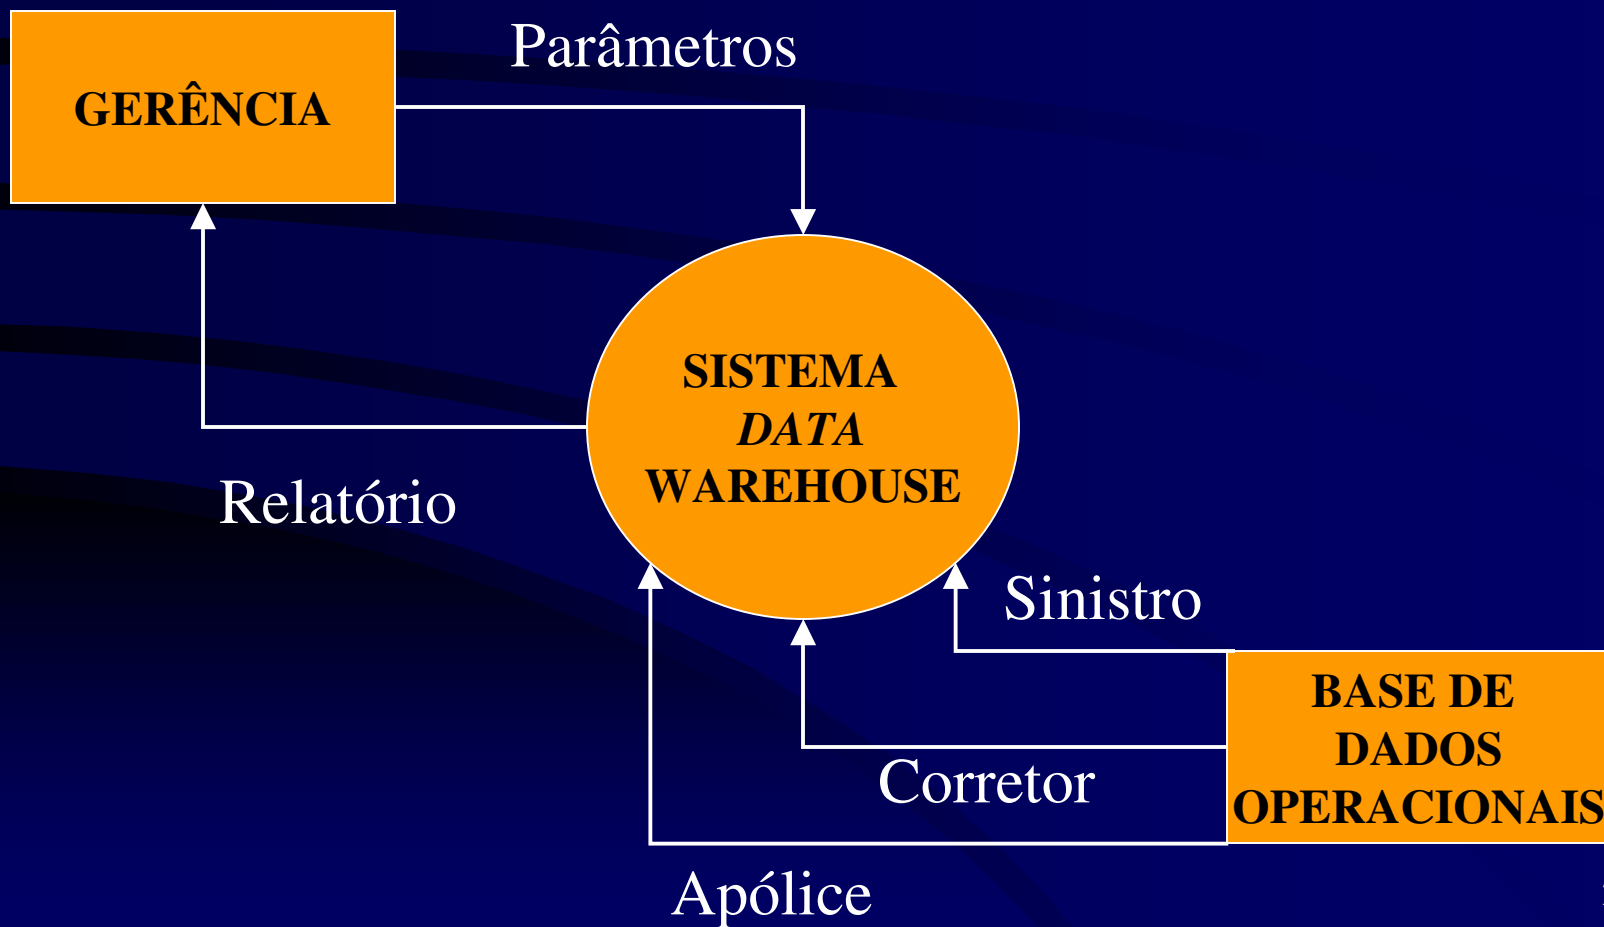 Parâmetros
GERÊNCIA
SISTEMA
DATA
WAREHOUSE
Relatório
Sinistro
BASE DE
DADOS
OPERACIONAIS
Corretor
Apólice